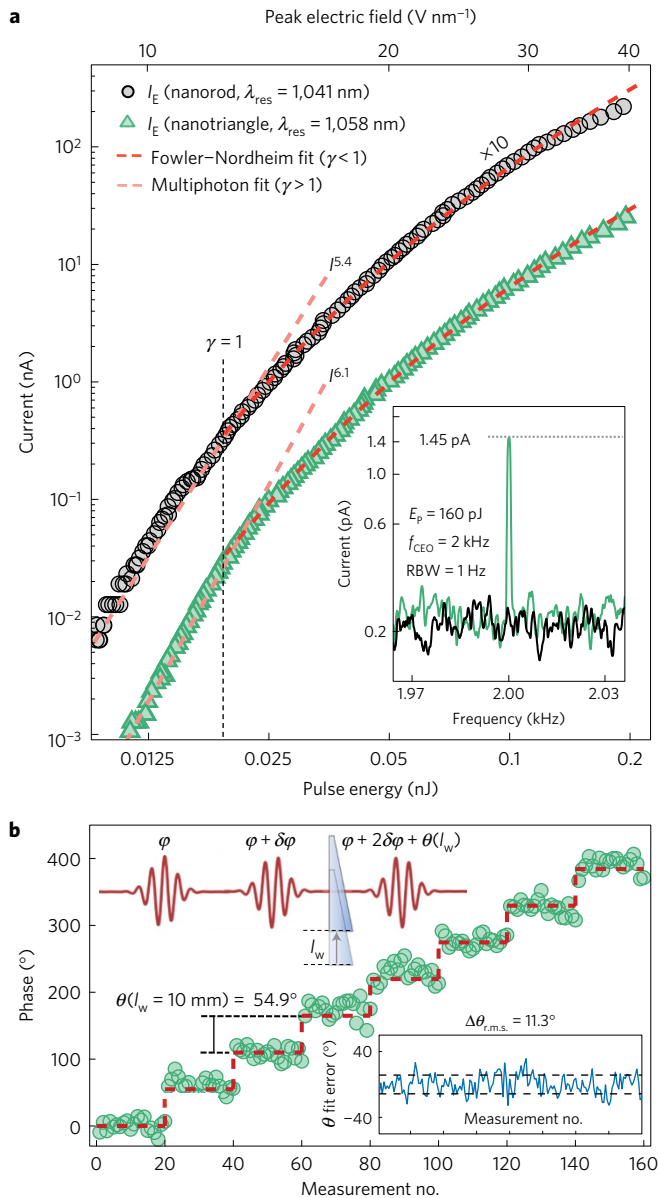 a
Peak electric field (V nm⁻¹)
10 20 30 40
I_E (nanorod, λ_res = 1,041 nm)
I_E (nanotriangle, λ_res = 1,058 nm)
Fowler–Nordheim fit (γ < 1)
Multiphoton fit (γ > 1)
×10
I^5.4
I^6.1
γ = 1
Current (nA)
10²
10¹
10⁰
10⁻¹
10⁻²
10⁻³
0.0125 0.025 0.05 0.1 0.2
Pulse energy (nJ)
1.45 pA
E_P = 160 pJ
f_CEO = 2 kHz
RBW = 1 Hz
Current (pA)
1.4
1.0
0.6
0.2
1.97 2.00 2.03
Frequency (kHz)
b
φ φ + δφ φ + 2δφ + θ(l_w)
l_w
θ(l_w = 10 mm) = 54.9°
Phase (°)
400
300
200
100
0
Δθ_r.m.s. = 11.3°
θ fit error (°)
40
−40
Measurement no.
0 20 40 60 80 100 120 140 160
Measurement no.